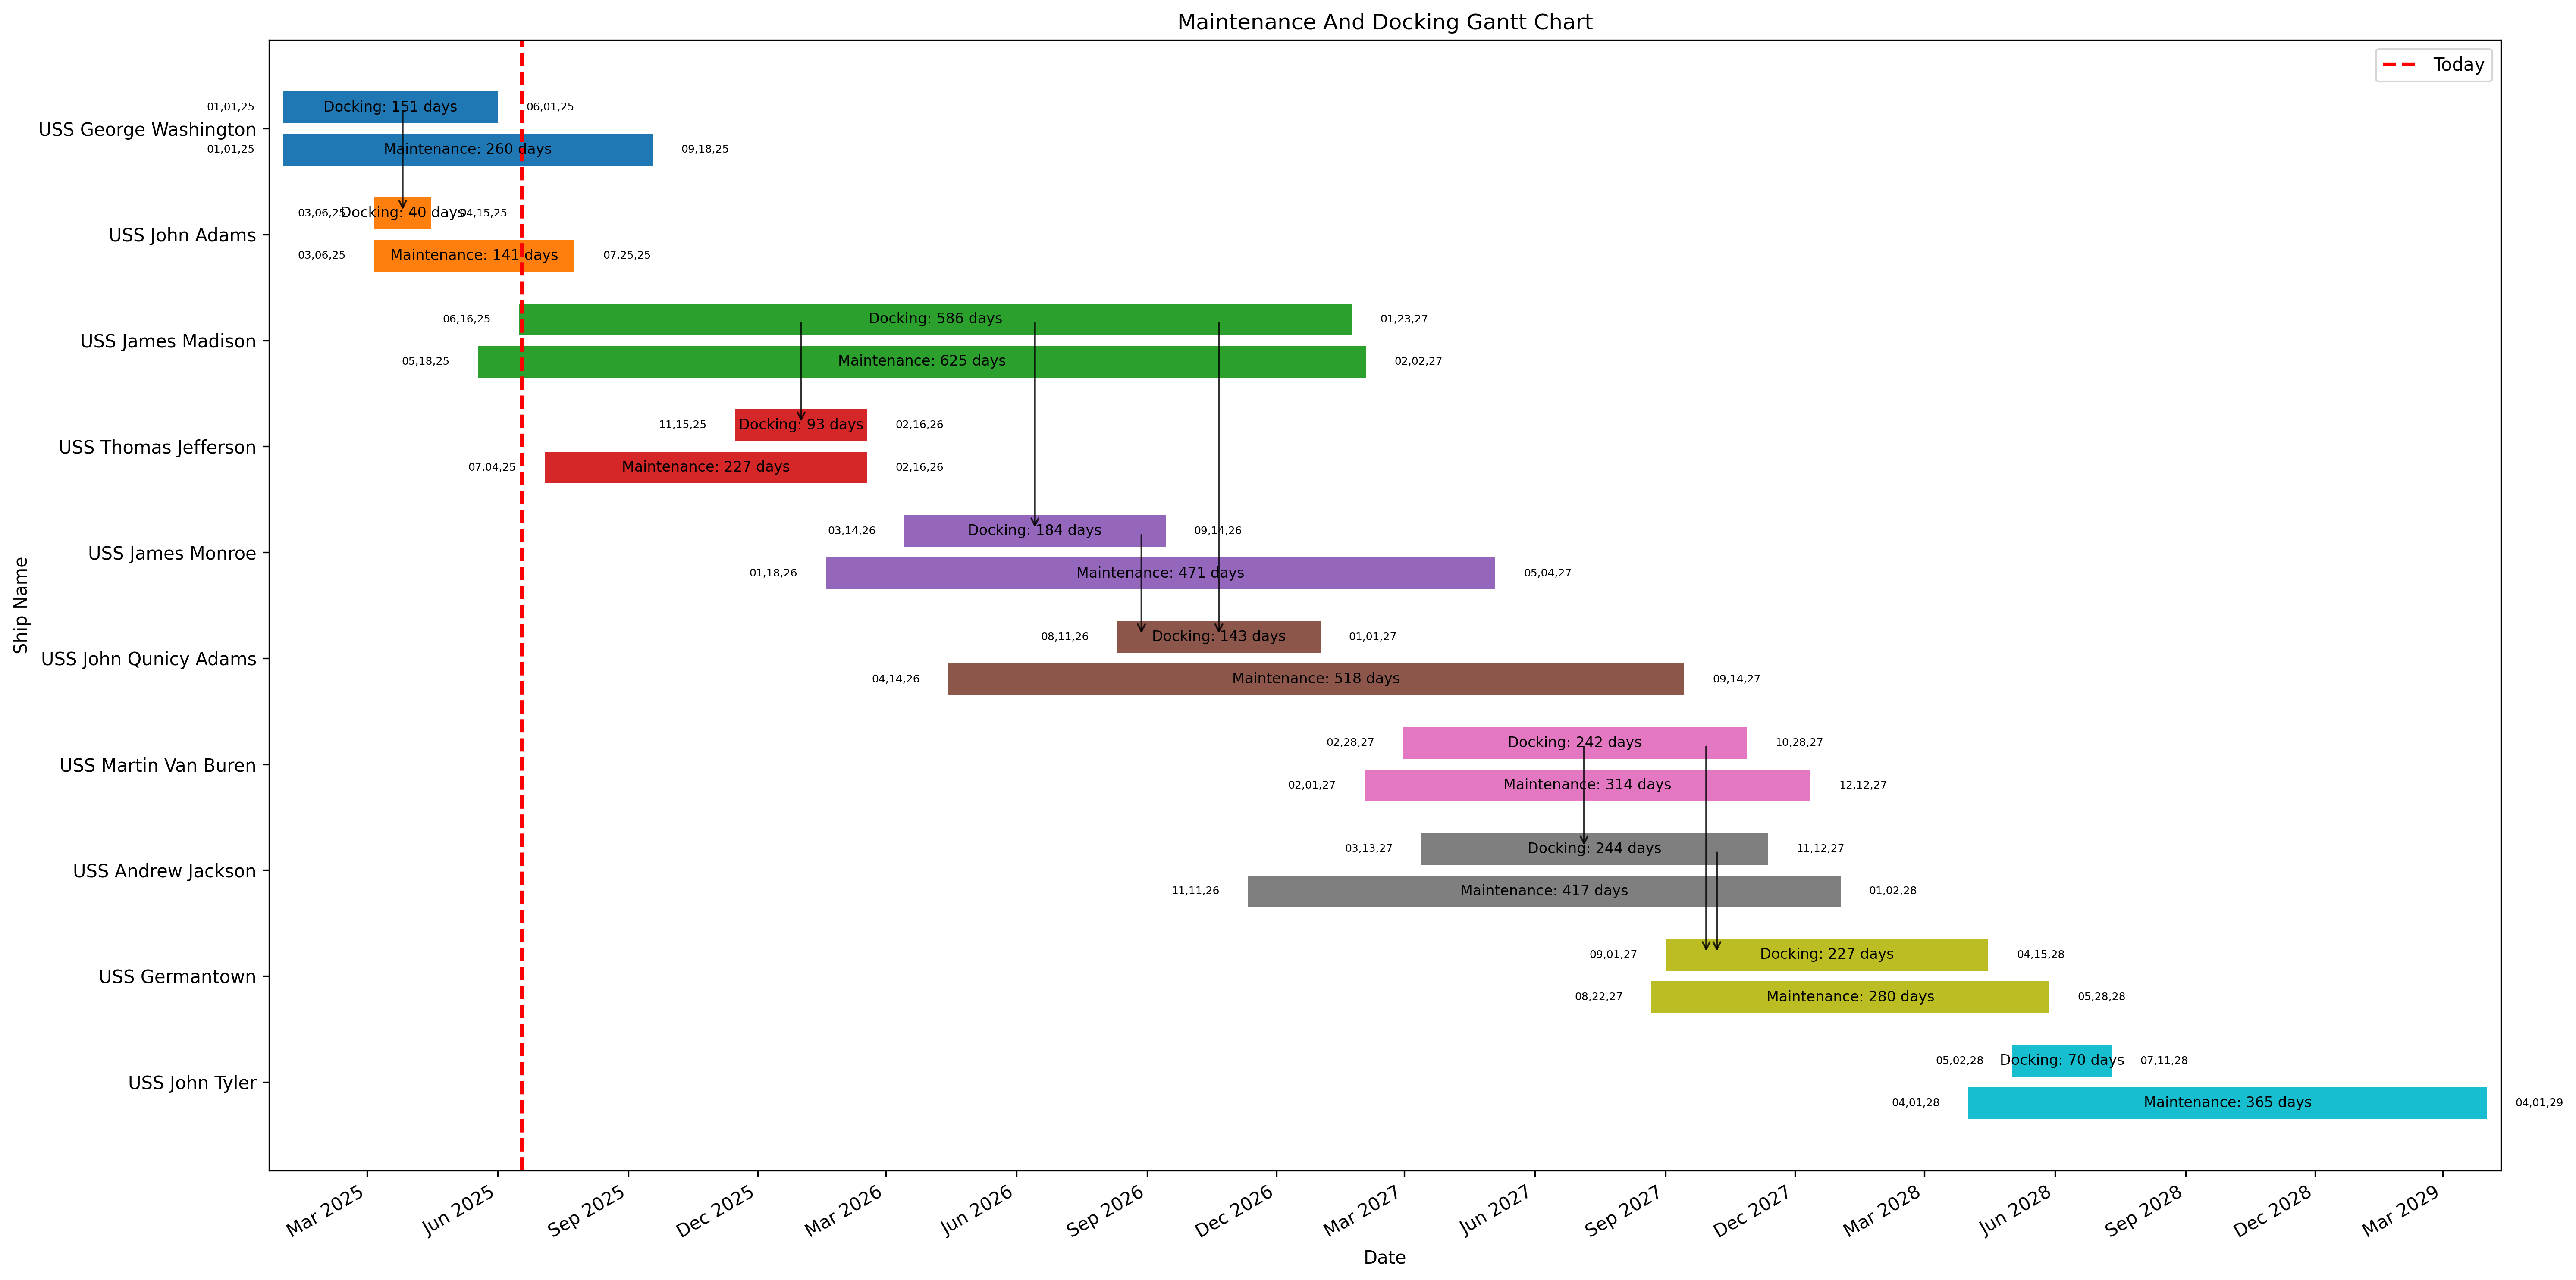 Maintenance And Docking Gantt Chart
Today
Ship Name
USS George Washington
01,01,25 Docking: 151 days 06,01,25
01,01,25 Maintenance: 260 days 09,18,25
USS John Adams
03,06,25 Docking: 40 days 04,15,25
03,06,25 Maintenance: 141 days 07,25,25
USS James Madison
06,16,25 Docking: 586 days 01,23,27
05,18,25 Maintenance: 625 days 02,02,27
USS Thomas Jefferson
11,15,25 Docking: 93 days 02,16,26
07,04,25 Maintenance: 227 days 02,16,26
USS James Monroe
03,14,26 Docking: 184 days 09,14,26
01,18,26 Maintenance: 471 days 05,04,27
USS John Qunicy Adams
08,11,26 Docking: 143 days 01,01,27
04,14,26 Maintenance: 518 days 09,14,27
USS Martin Van Buren
02,28,27 Docking: 242 days 10,28,27
02,01,27 Maintenance: 314 days 12,12,27
USS Andrew Jackson
03,13,27 Docking: 244 days 11,12,27
11,11,26 Maintenance: 417 days 01,02,28
USS Germantown
09,01,27 Docking: 227 days 04,15,28
08,22,27 Maintenance: 280 days 05,28,28
USS John Tyler
05,02,28 Docking: 70 days 07,11,28
04,01,28 Maintenance: 365 days 04,01,29
Mar 2025 Jun 2025 Sep 2025 Dec 2025 Mar 2026 Jun 2026 Sep 2026 Dec 2026 Mar 2027 Jun 2027 Sep 2027 Dec 2027 Mar 2028 Jun 2028 Sep 2028 Dec 2028 Mar 2029
Date